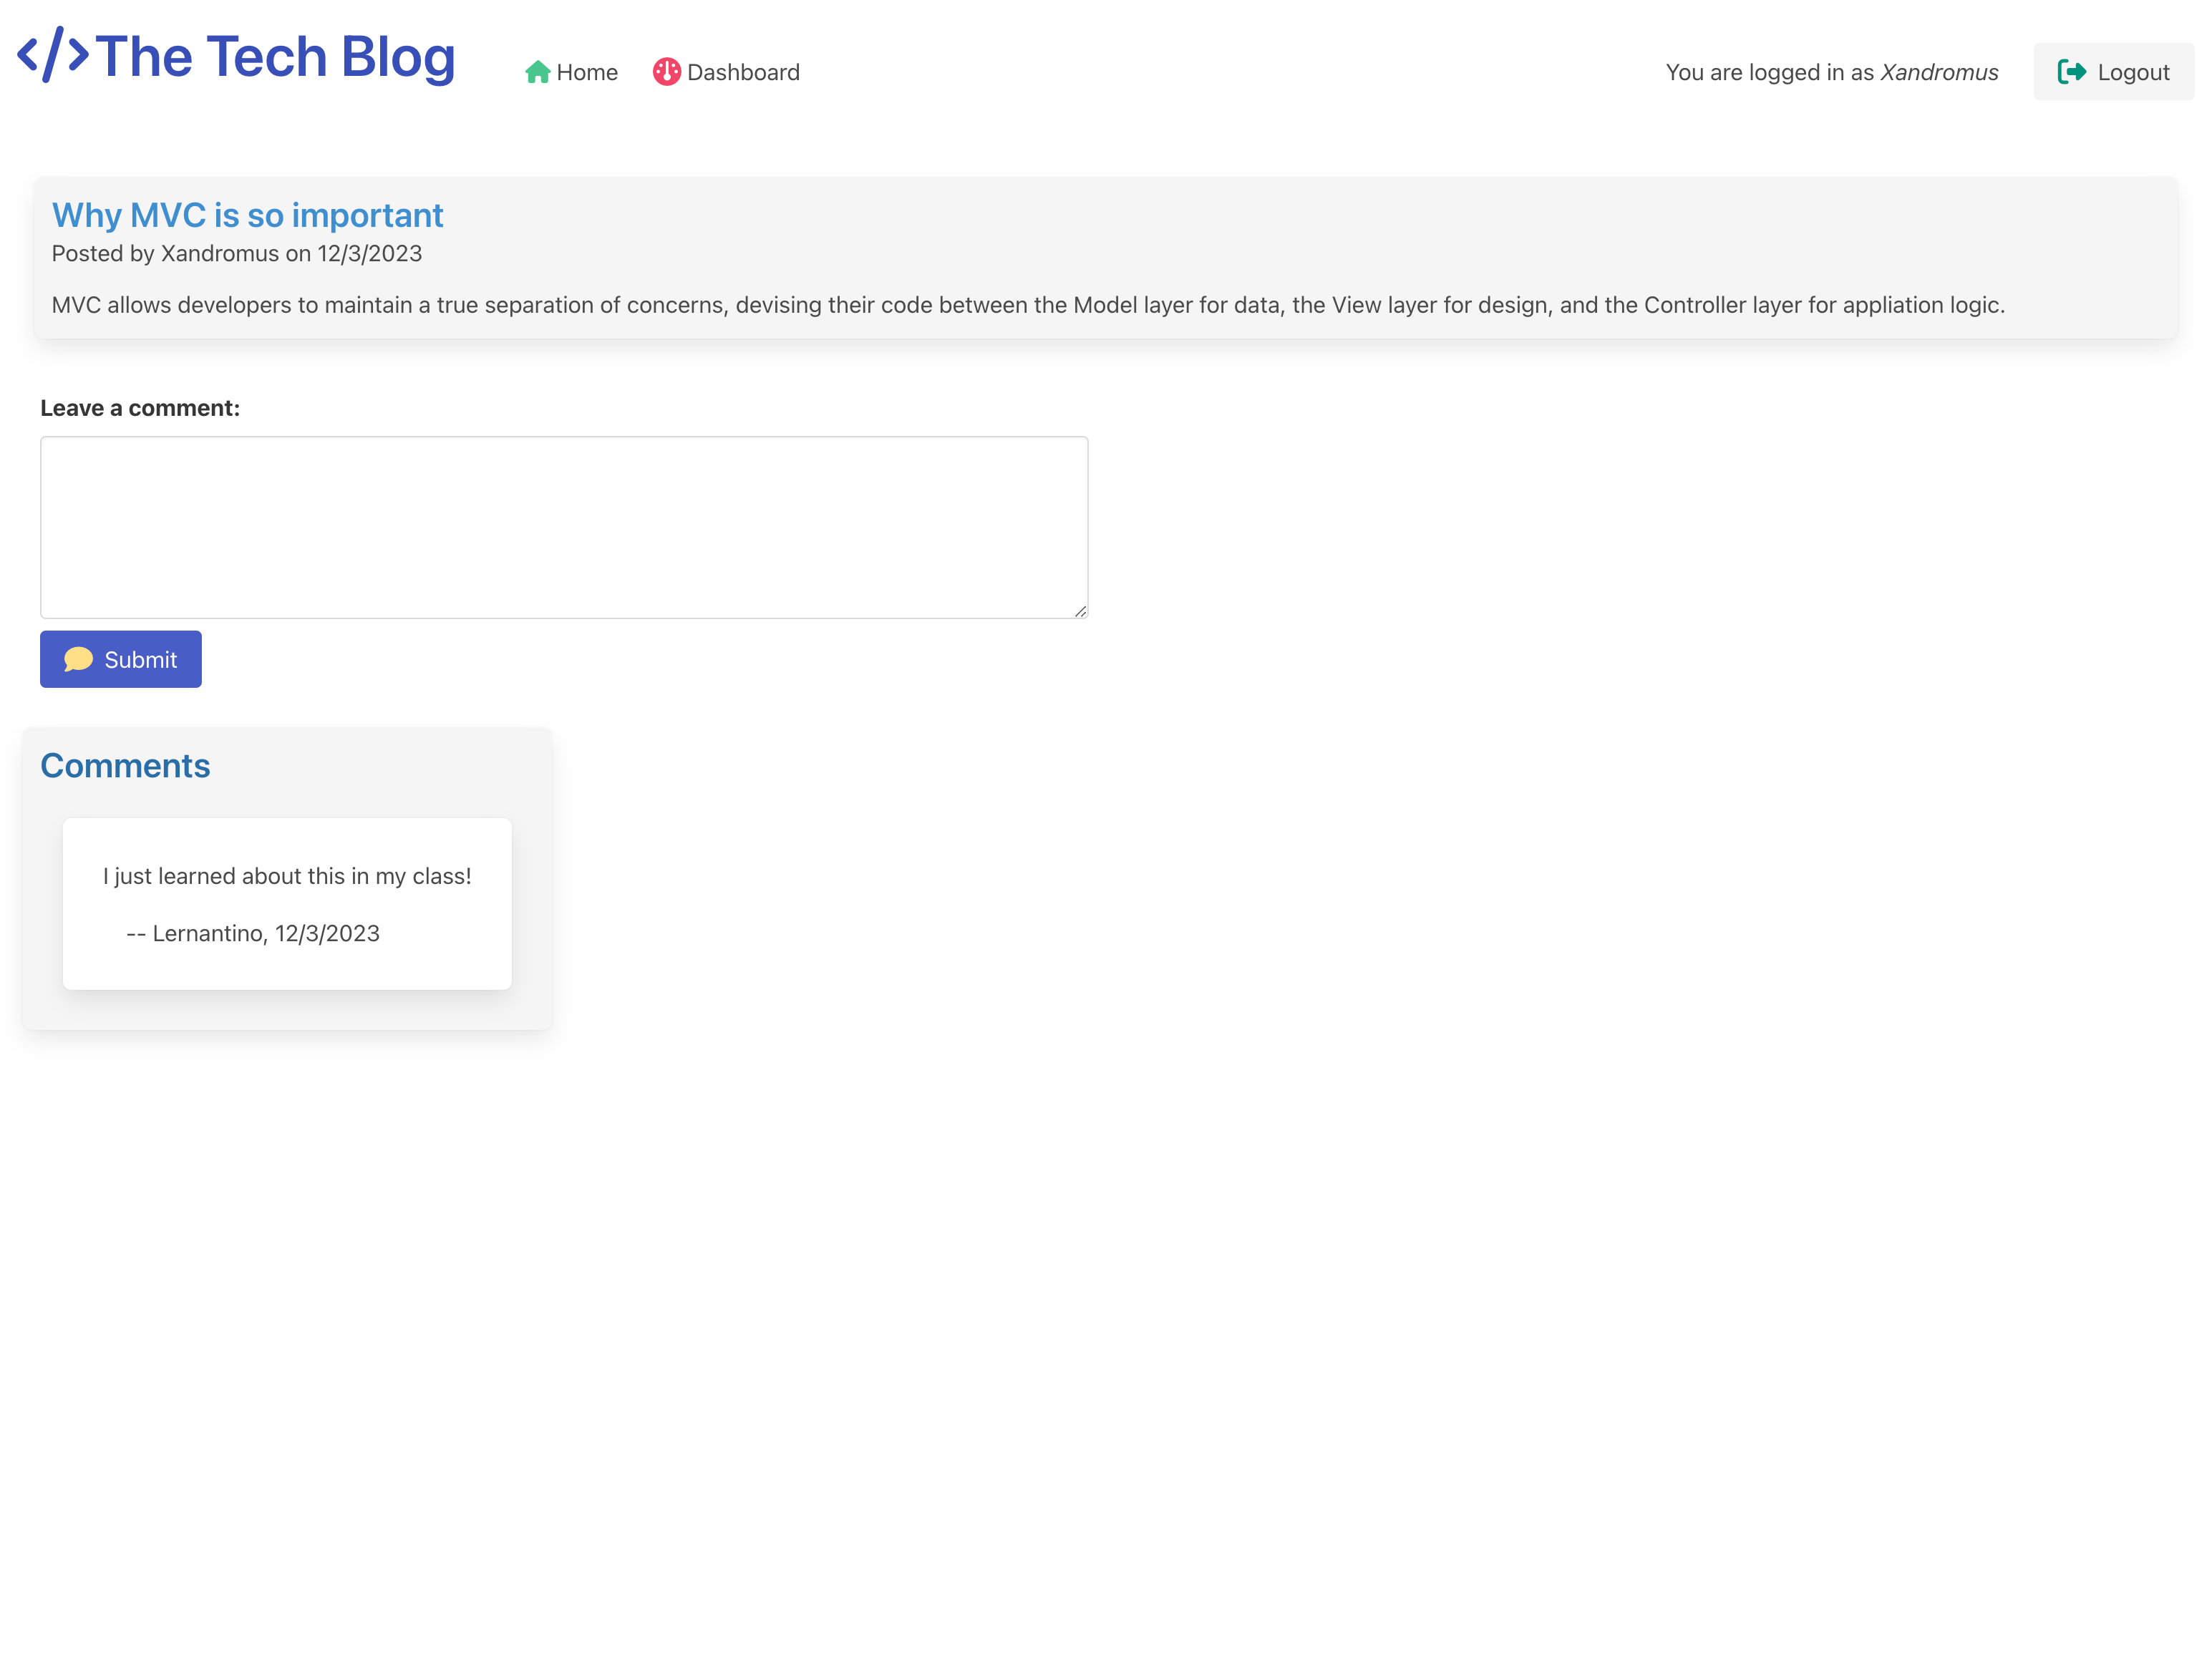 </>The Tech Blog
Home
Dashboard
You are logged in as Xandromus
Logout
Why MVC is so important
Posted by Xandromus on 12/3/2023
MVC allows developers to maintain a true separation of concerns, devising their code between the Model layer for data, the View layer for design, and the Controller layer for appliation logic.
Leave a comment:
Submit
Comments
I just learned about this in my class!
-- Lernantino, 12/3/2023